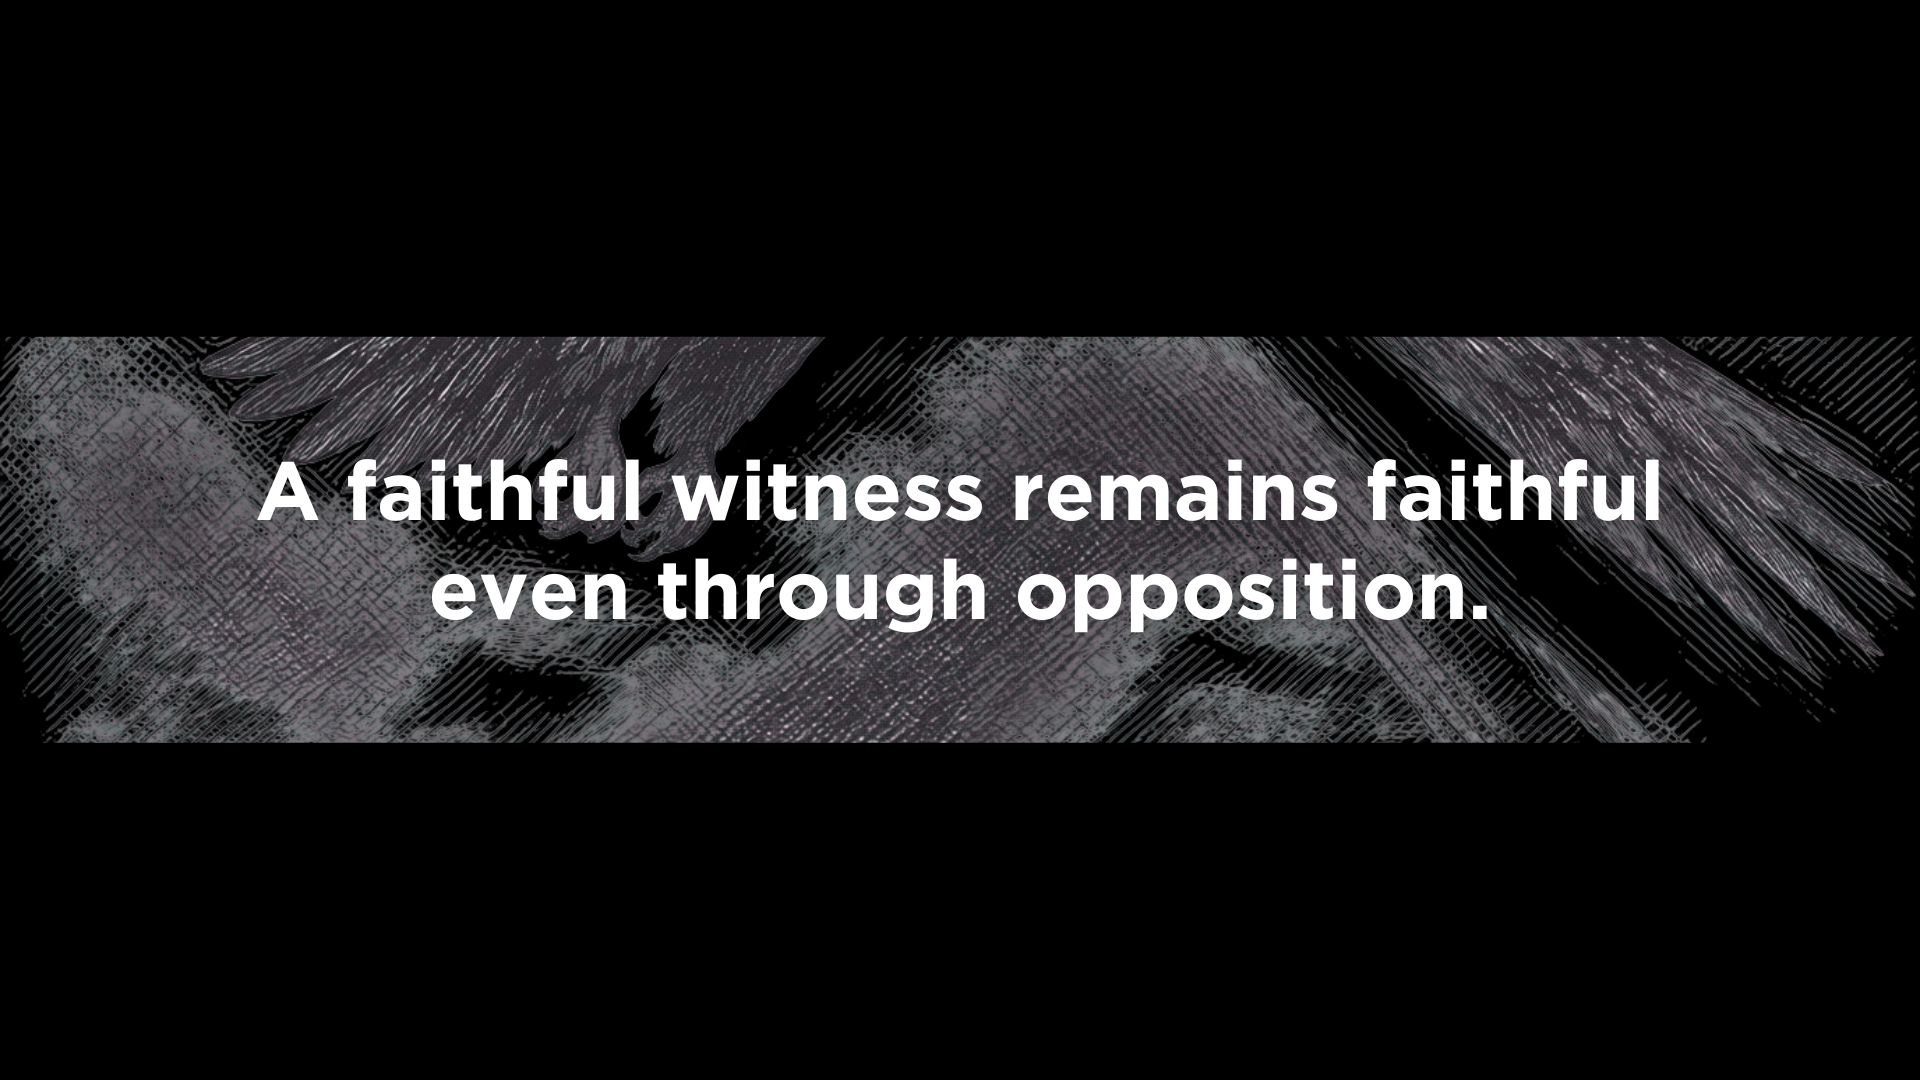 A faithful witness remains faithful
even through opposition.